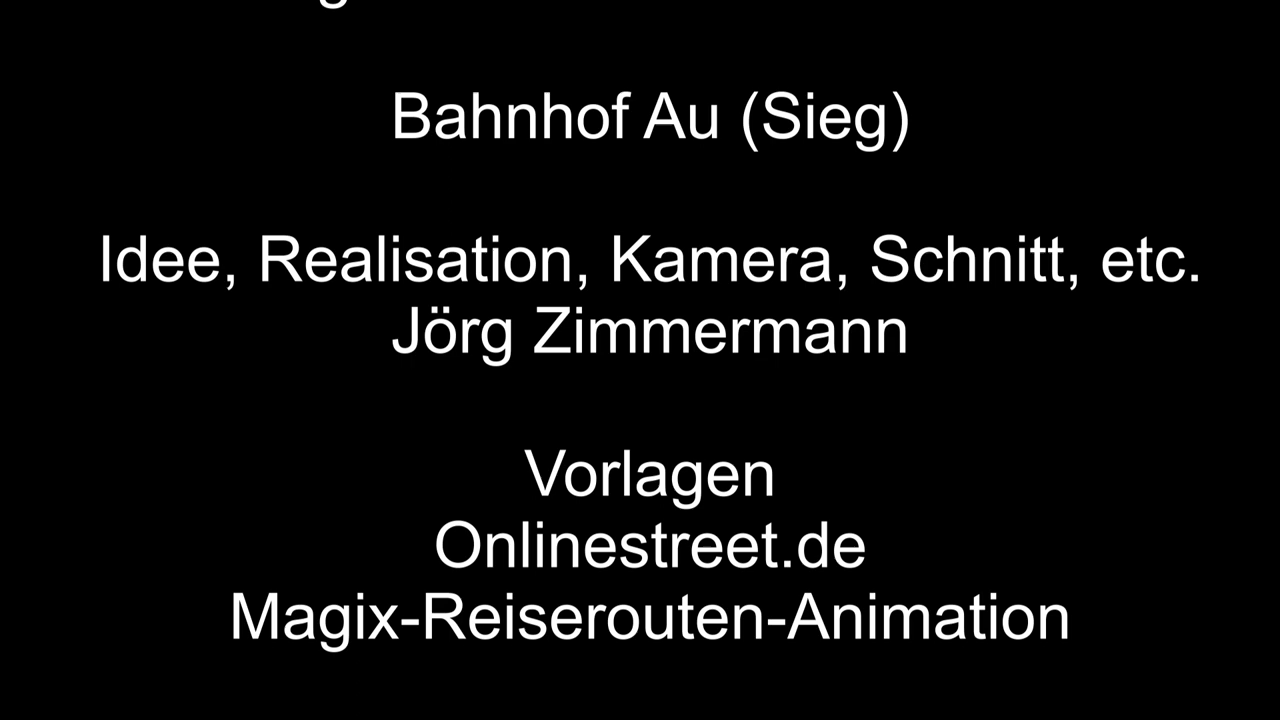 Bahnhof Au (Sieg)
Idee, Realisation, Kamera, Schnitt, etc.
Jörg Zimmermann
Vorlagen
Onlinestreet.de
Magix-Reiserouten-Animation